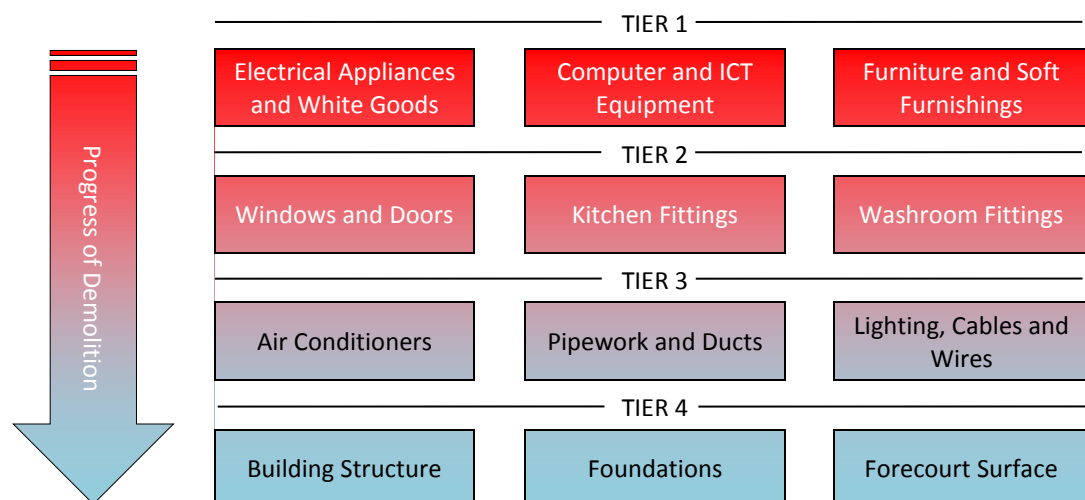 TIER 1
Electrical Appliances
and White Goods
Computer and ICT
Equipment
Furniture and Soft
Furnishings
TIER 2
Windows and Doors
Kitchen Fittings
Washroom Fittings
TIER 3
Air Conditioners
Pipework and Ducts
Lighting, Cables and
Wires
TIER 4
Building Structure
Foundations
Forecourt Surface
Progress of Demolition